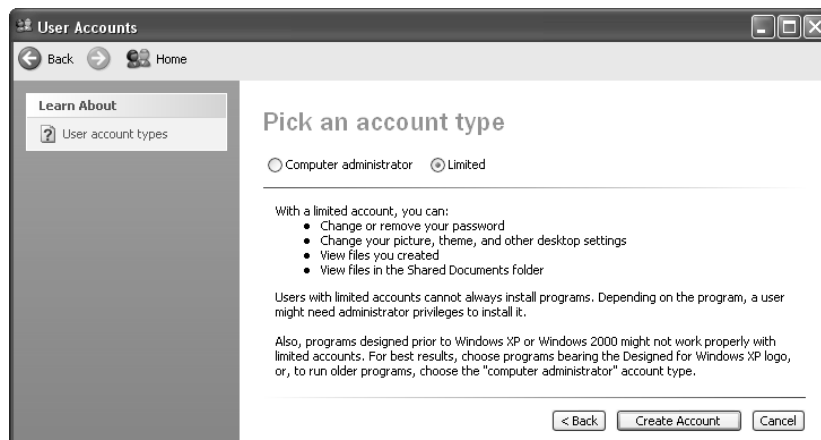 User Accounts
Back Home
Learn About
User account types
Pick an account type
Computer administrator Limited
With a limited account, you can:
• Change or remove your password
• Change your picture, theme, and other desktop settings
• View files you created
• View files in the Shared Documents folder
Users with limited accounts cannot always install programs. Depending on the program, a user
might need administrator privileges to install it.
Also, programs designed prior to Windows XP or Windows 2000 might not work properly with
limited accounts. For best results, choose programs bearing the Designed for Windows XP logo,
or, to run older programs, choose the "computer administrator" account type.
< Back Create Account Cancel